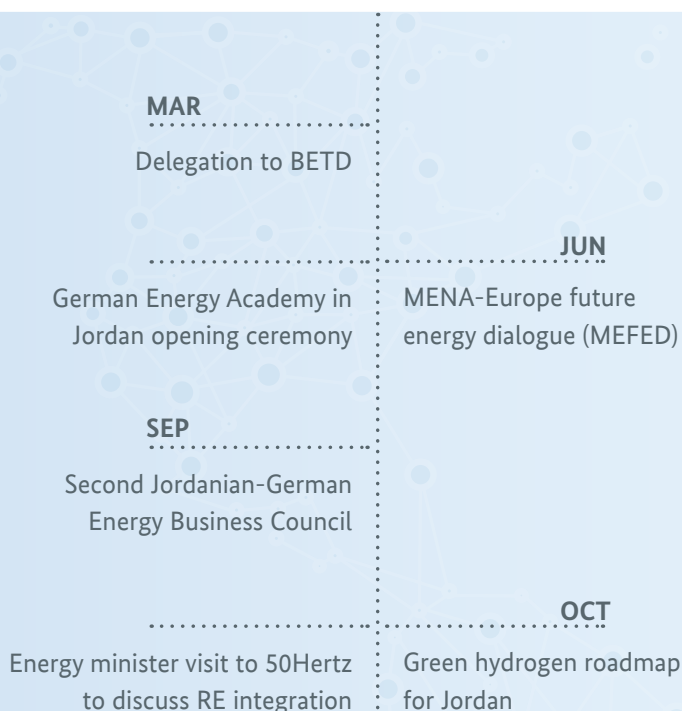 MAR
Delegation to BETD
JUN
German Energy Academy in
Jordan opening ceremony
MENA-Europe future
energy dialogue (MEFED)
SEP
Second Jordanian-German
Energy Business Council
OCT
Energy minister visit to 50Hertz
to discuss RE integration
Green hydrogen roadmap
for Jordan